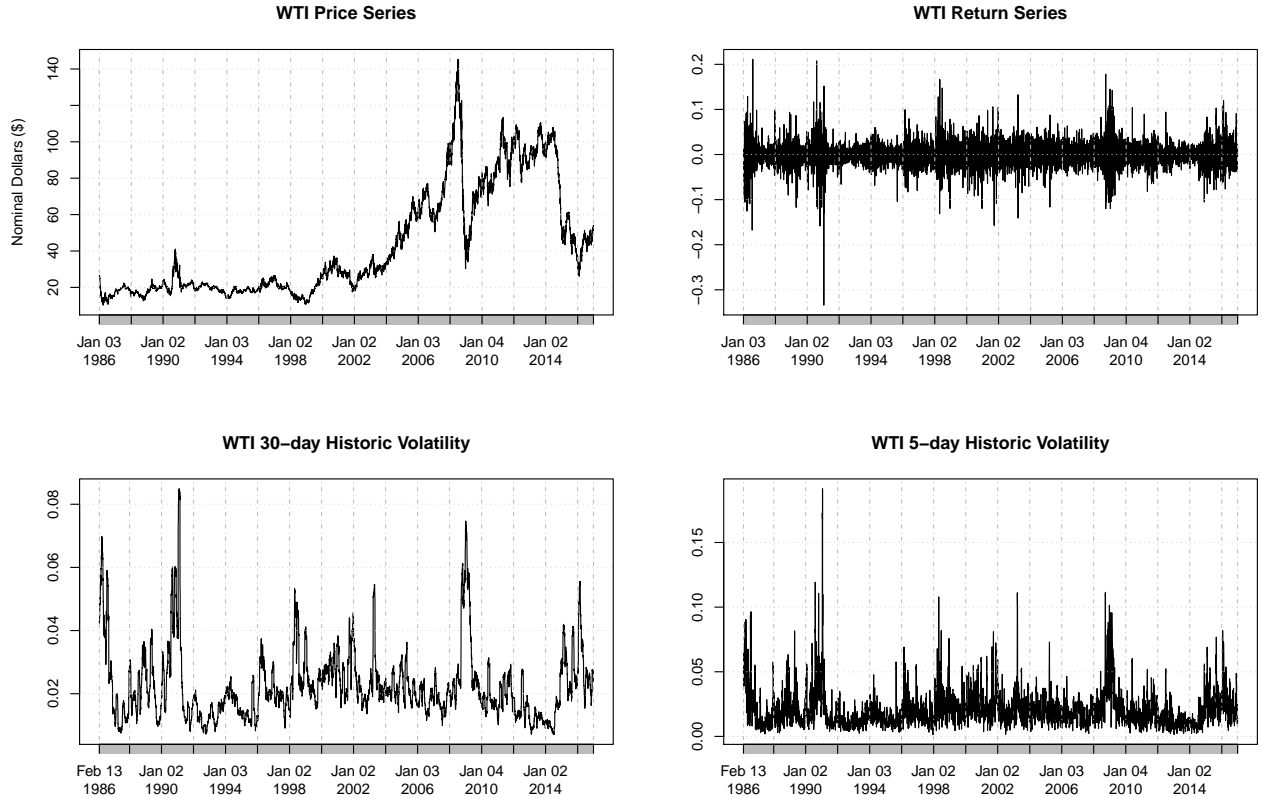 WTI Price Series
Nominal Dollars ($)
140
100
80
60
40
20
Jan 03 Jan 02 Jan 03 Jan 02 Jan 02 Jan 03 Jan 04 Jan 02
1986 1990 1994 1998 2002 2006 2010 2014
WTI Return Series
0.2
0.1
0.0
−0.1
−0.2
−0.3
Jan 03 Jan 02 Jan 03 Jan 02 Jan 02 Jan 03 Jan 04 Jan 02
1986 1990 1994 1998 2002 2006 2010 2014
WTI 30−day Historic Volatility
0.08
0.06
0.04
0.02
Feb 13 Jan 02 Jan 03 Jan 02 Jan 02 Jan 03 Jan 04 Jan 02
1986 1990 1994 1998 2002 2006 2010 2014
WTI 5−day Historic Volatility
0.15
0.10
0.05
0.00
Feb 13 Jan 02 Jan 03 Jan 02 Jan 02 Jan 03 Jan 04 Jan 02
1986 1990 1994 1998 2002 2006 2010 2014